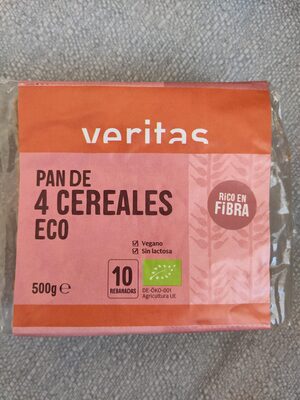 veritas
PAN DE
4 CEREALES
ECO
RICO EN
FIBRA
Vegano
Sin lactosa
500g e
10
REBANADAS
DE-ÖKO-001
Agricultura UE